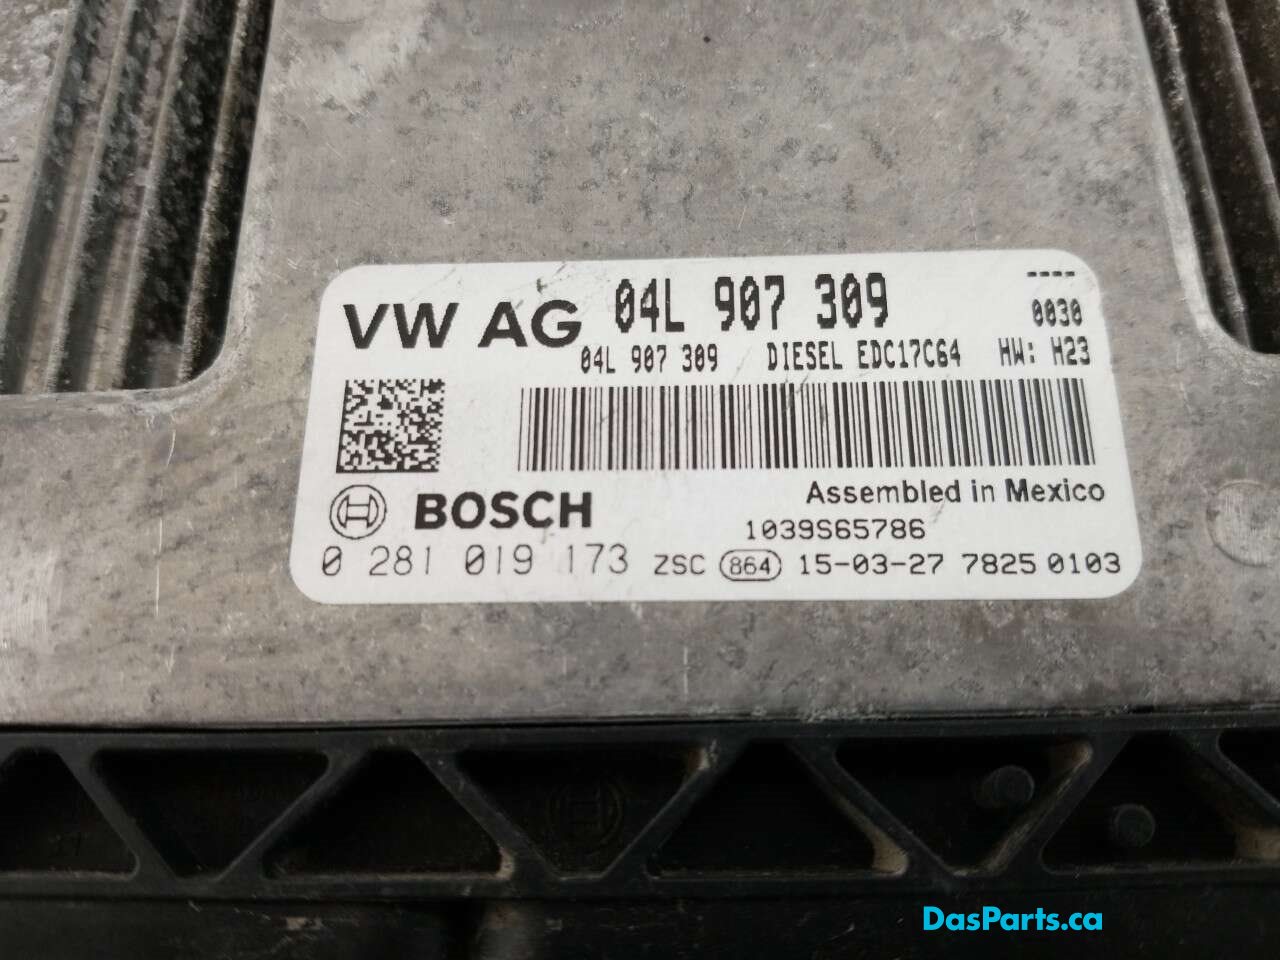 VW AG 04L 907 309 ----
0030
04L 907 309 DIESEL EDC17C64 HW: H23
Assembled in Mexico
BOSCH
1039S65786
0 281 019 173 ZSC 864 15-03-27 7825 0103
DasParts.ca